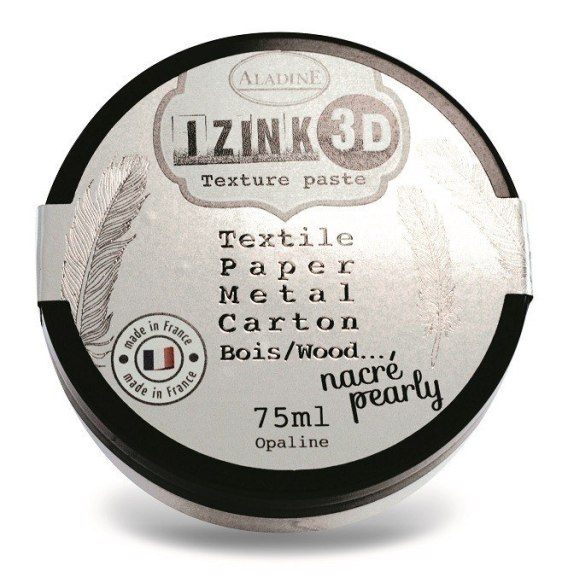 ALADINE
IZINK 3D
Texture paste
Textile
Paper
Metal
Carton
Bois/Wood...
nacré
pearly
made in France
made in France
75ml
Opaline